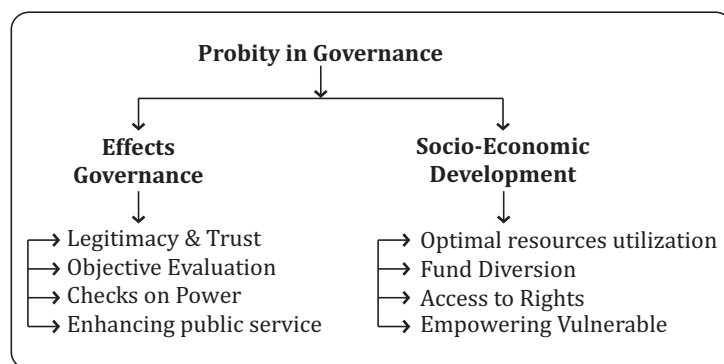 Probity in Governance
Effects
Governance
Legitimacy & Trust
Objective Evaluation
Checks on Power
Enhancing public service
Socio-Economic
Development
Optimal resources utilization
Fund Diversion
Access to Rights
Empowering Vulnerable